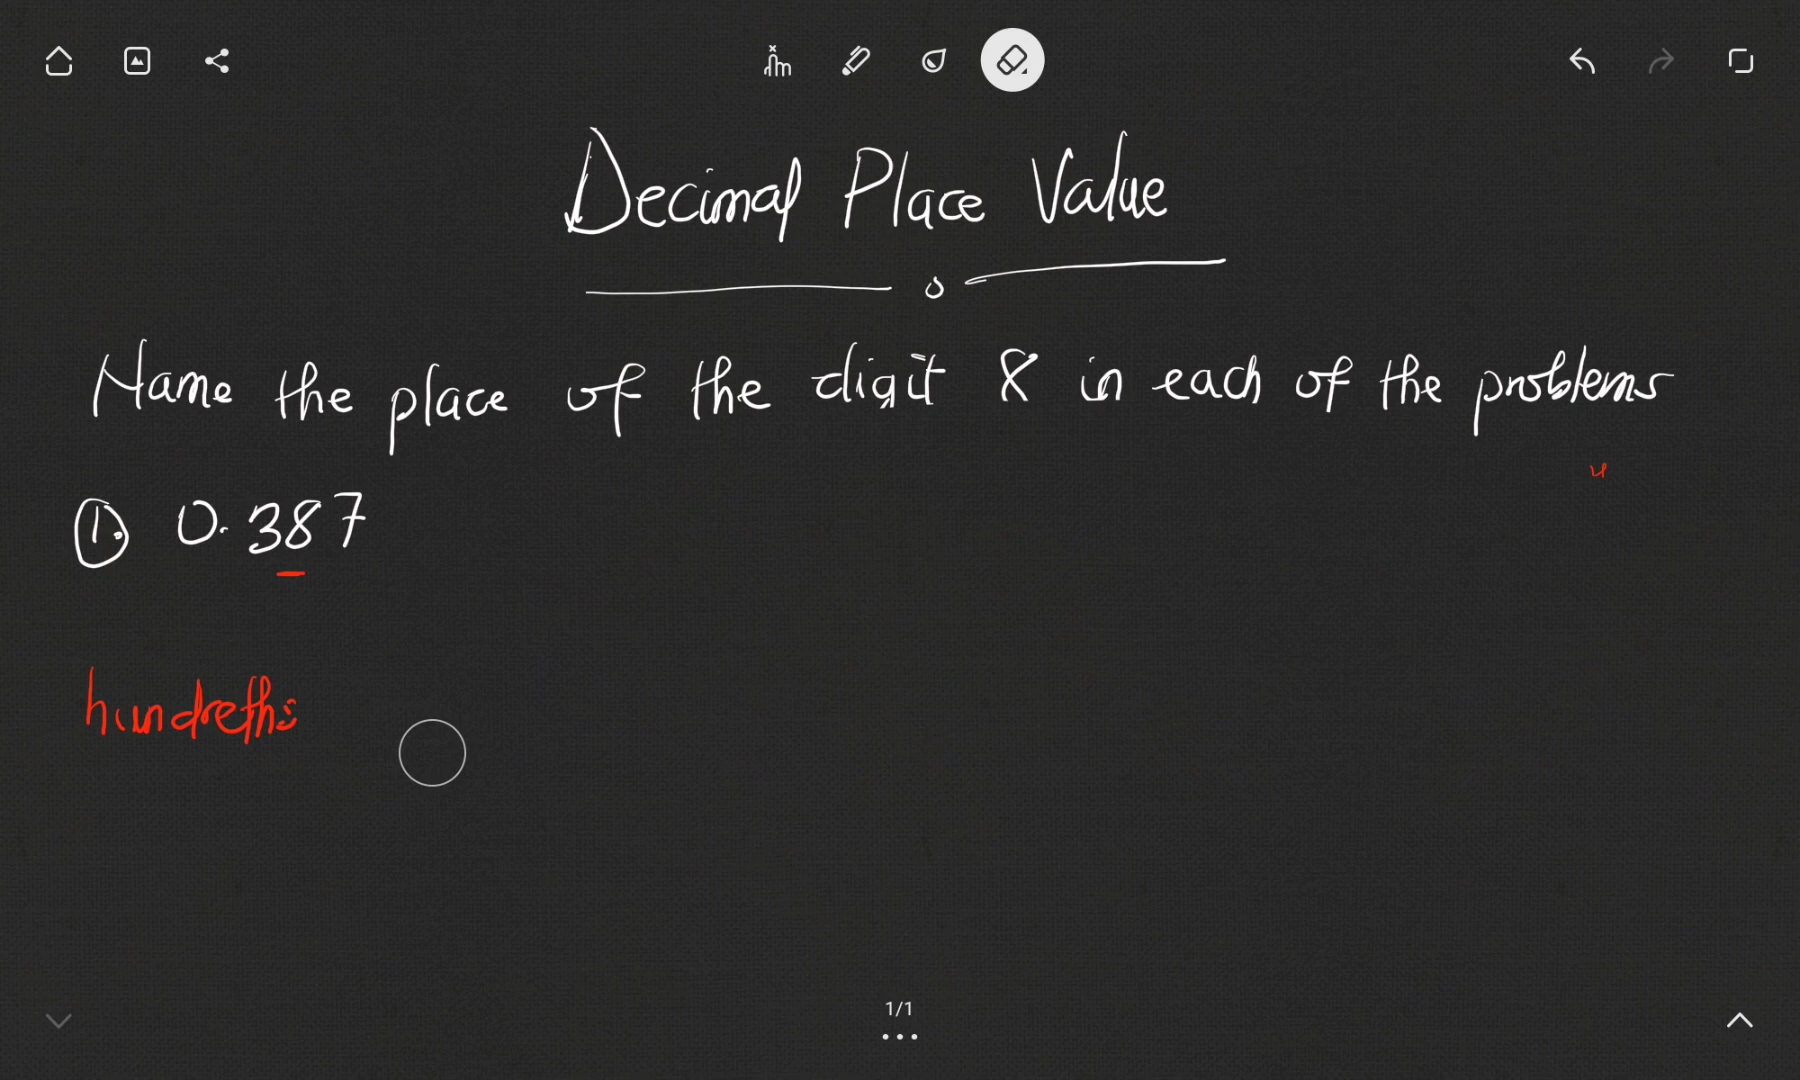 Decimal Place Value
Name the place of the digit 8 in each of the problems
① 0.387
hundreths
1/1